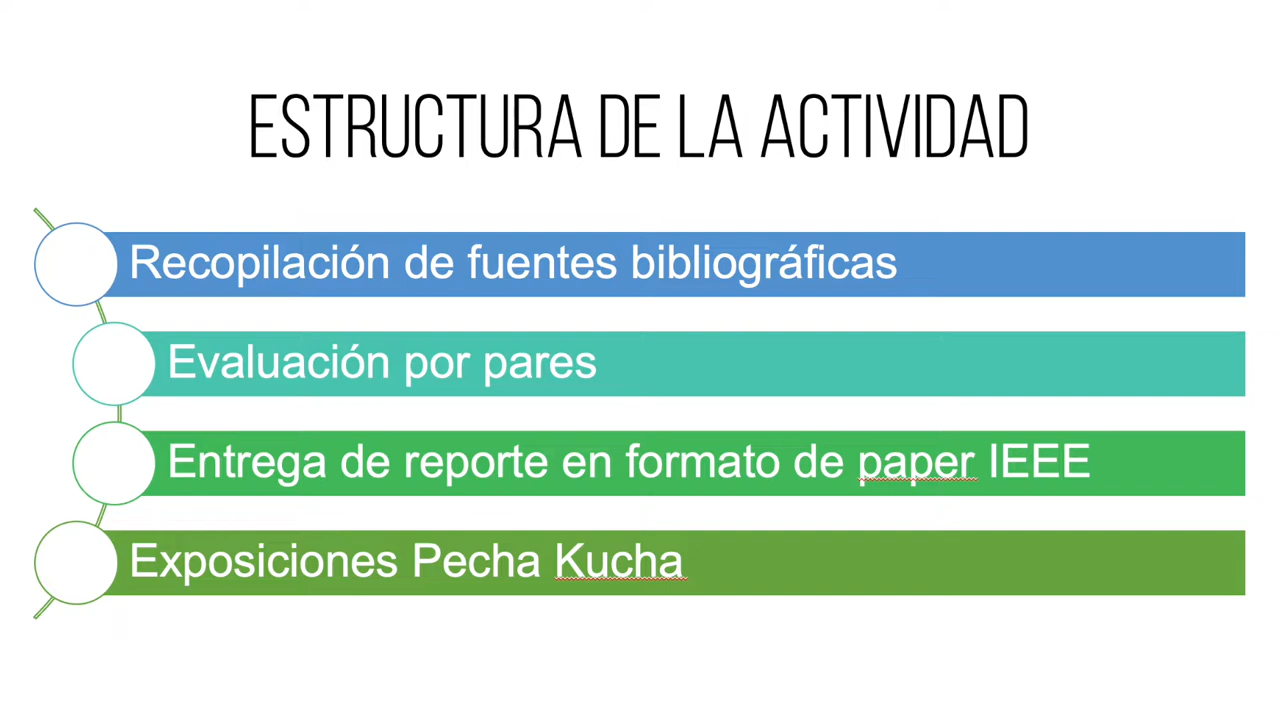 ESTRUCTURA DE LA ACTIVIDAD
Recopilación de fuentes bibliográficas
Evaluación por pares
Entrega de reporte en formato de paper IEEE
Exposiciones Pecha Kucha